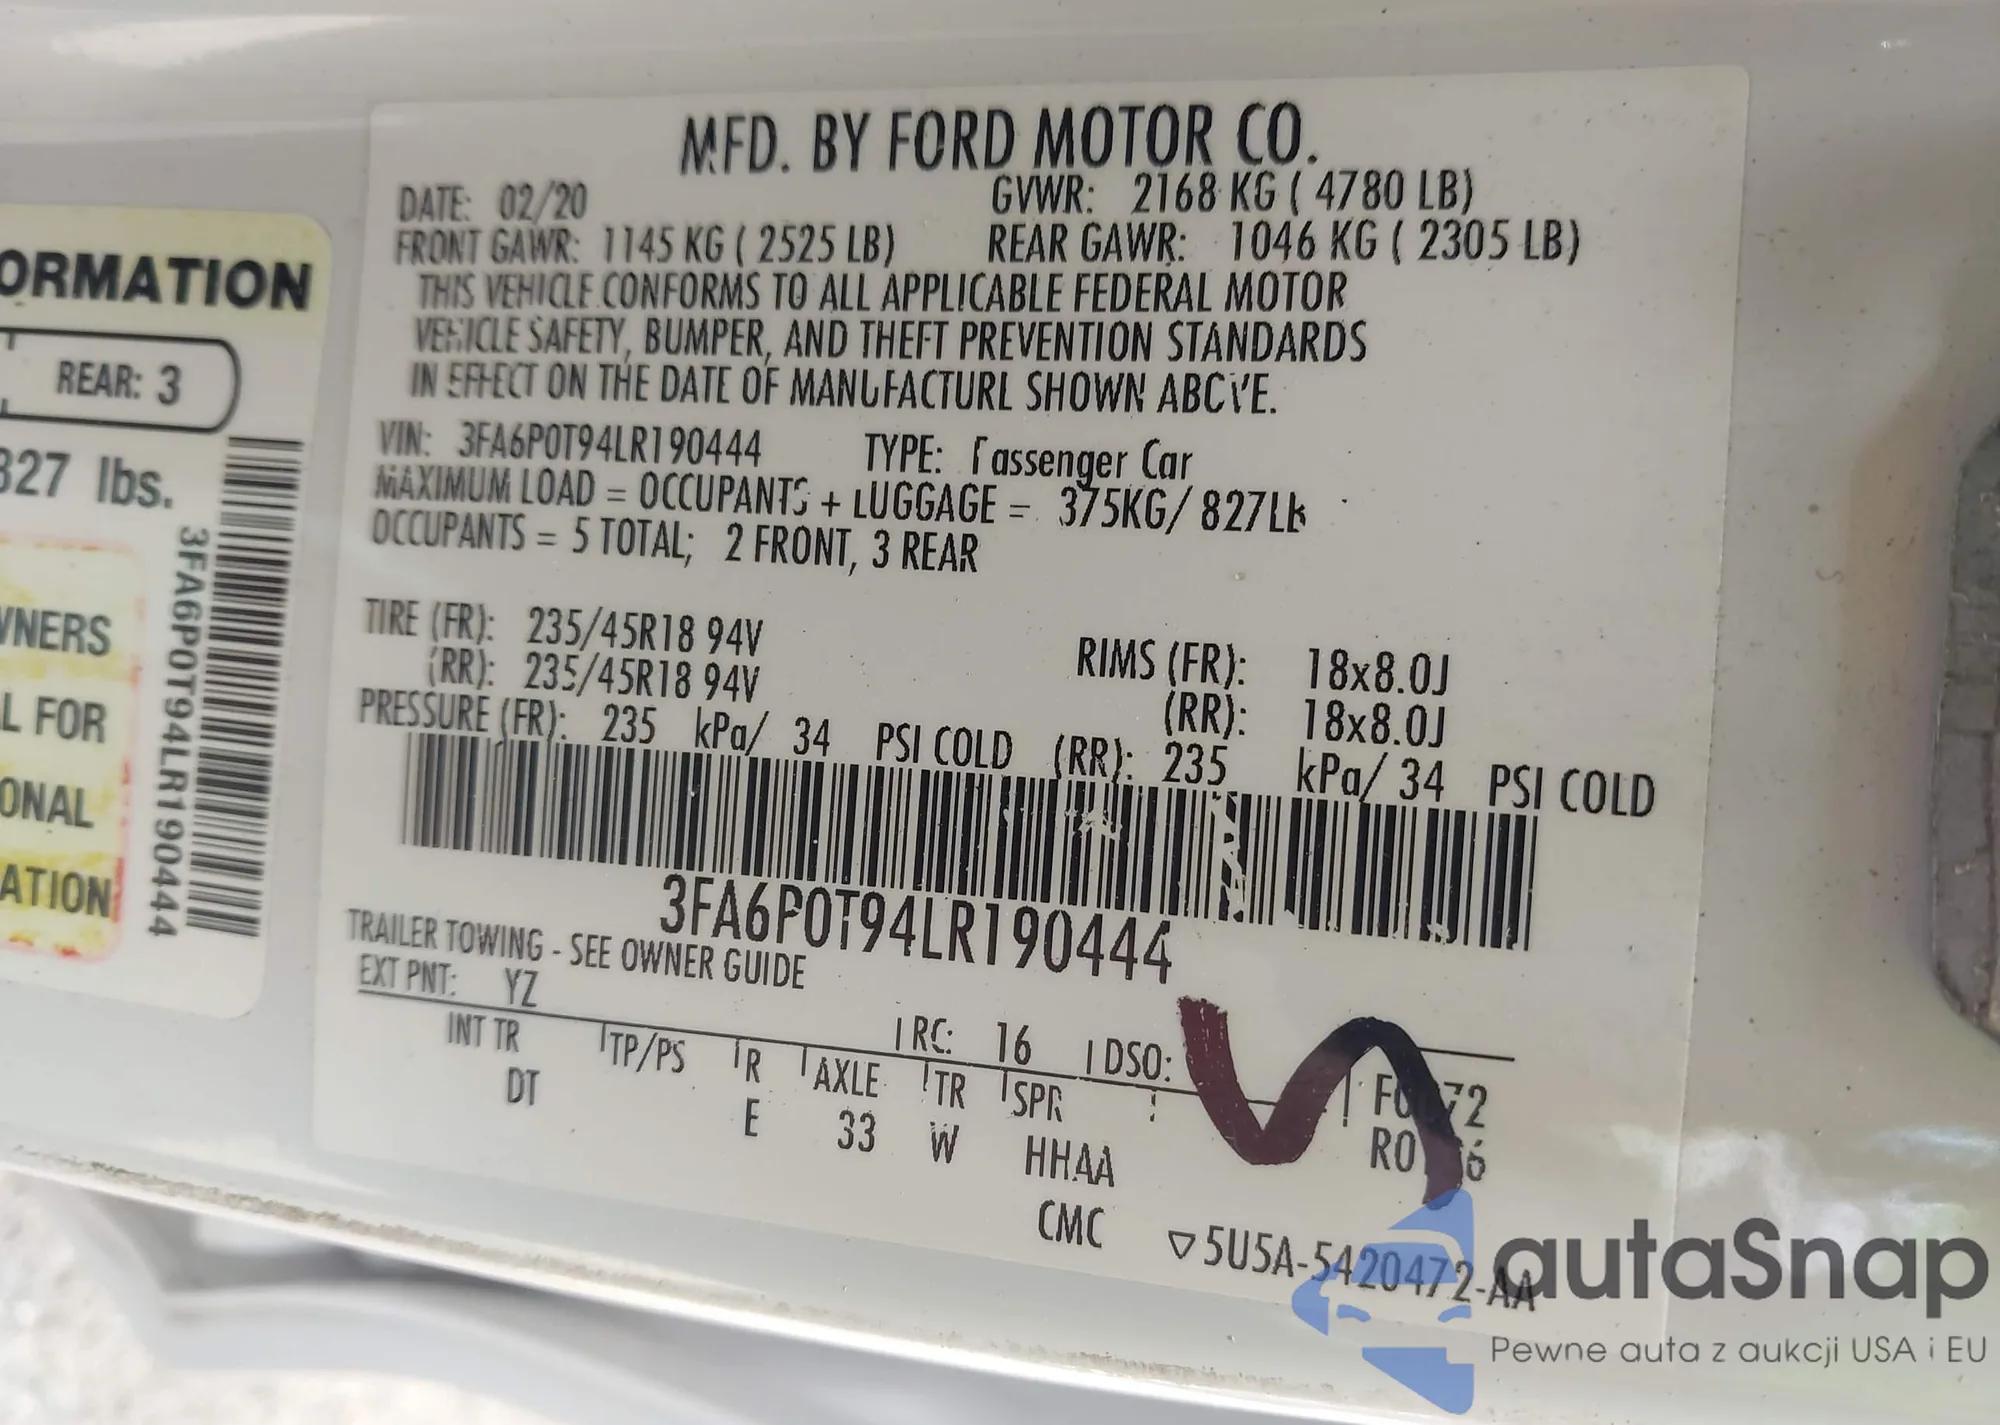 ORMATION
REAR: 3
827 lbs.
WNERS
L FOR
ONAL
ATION
3FA6P0T94LR190444
MFD. BY FORD MOTOR CO.
DATE: 02/20 GVWR: 2168 KG ( 4780 LB)
FRONT GAWR: 1145 KG ( 2525 LB) REAR GAWR: 1046 KG ( 2305 LB)
THIS VEHICLE CONFORMS TO ALL APPLICABLE FEDERAL MOTOR
VEHICLE SAFETY, BUMPER, AND THEFT PREVENTION STANDARDS
IN EFFECT ON THE DATE OF MANUFACTURE SHOWN ABOVE.
VIN: 3FA6P0T94LR190444 TYPE: Passenger Car
MAXIMUM LOAD = OCCUPANTS + LUGGAGE = 375KG/ 827LB
OCCUPANTS = 5 TOTAL; 2 FRONT, 3 REAR
TIRE (FR): 235/45R18 94V RIMS (FR): 18x8.0J
(RR): 235/45R18 94V (RR): 18x8.0J
PRESSURE (FR): 235 kPa/ 34 PSI COLD (RR): 235 kPa/ 34 PSI COLD
3FA6P0T94LR190444
TRAILER TOWING - SEE OWNER GUIDE
EXT PNT: YZ RC: 16 DSO:
INT TR TP/PS R AXLE TR SPR
DT E 33 W HHAA
CMC
▽5U5A-5420472-AA
autaSnap
Pewne auta z aukcji USA i EU